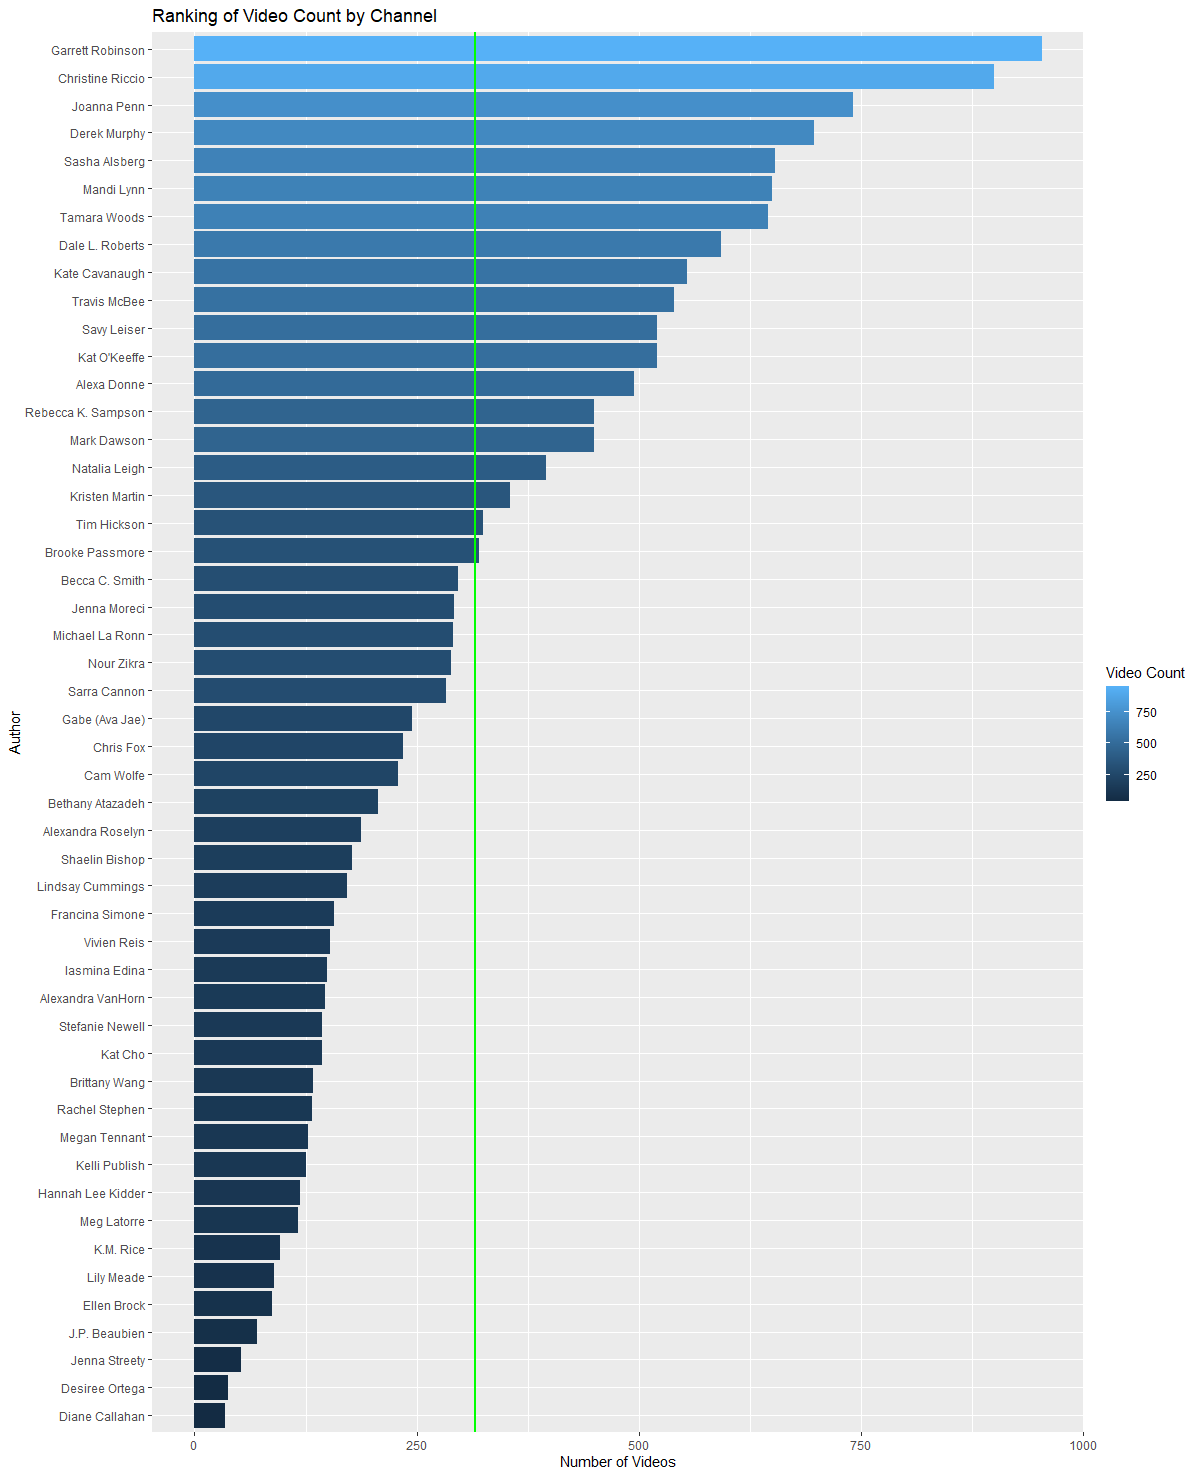 Ranking of Video Count by Channel
Garrett Robinson
Christine Riccio
Joanna Penn
Derek Murphy
Sasha Alsberg
Mandi Lynn
Tamara Woods
Dale L. Roberts
Kate Cavanaugh
Travis McBee
Savy Leiser
Kat O'Keeffe
Alexa Donne
Rebecca K. Sampson
Mark Dawson
Natalia Leigh
Kristen Martin
Tim Hickson
Brooke Passmore
Becca C. Smith
Jenna Moreci
Michael La Ronn
Nour Zikra
Sarra Cannon
Gabe (Ava Jae)
Chris Fox
Cam Wolfe
Bethany Atazadeh
Alexandra Roselyn
Shaelin Bishop
Lindsay Cummings
Francina Simone
Vivien Reis
Iasmina Edina
Alexandra VanHorn
Stefanie Newell
Kat Cho
Brittany Wang
Rachel Stephen
Megan Tennant
Kelli Publish
Hannah Lee Kidder
Meg Latorre
K.M. Rice
Lily Meade
Ellen Brock
J.P. Beaubien
Jenna Streety
Desiree Ortega
Diane Callahan
Author
0 250 500 750 1000
Number of Videos
Video Count
750
500
250